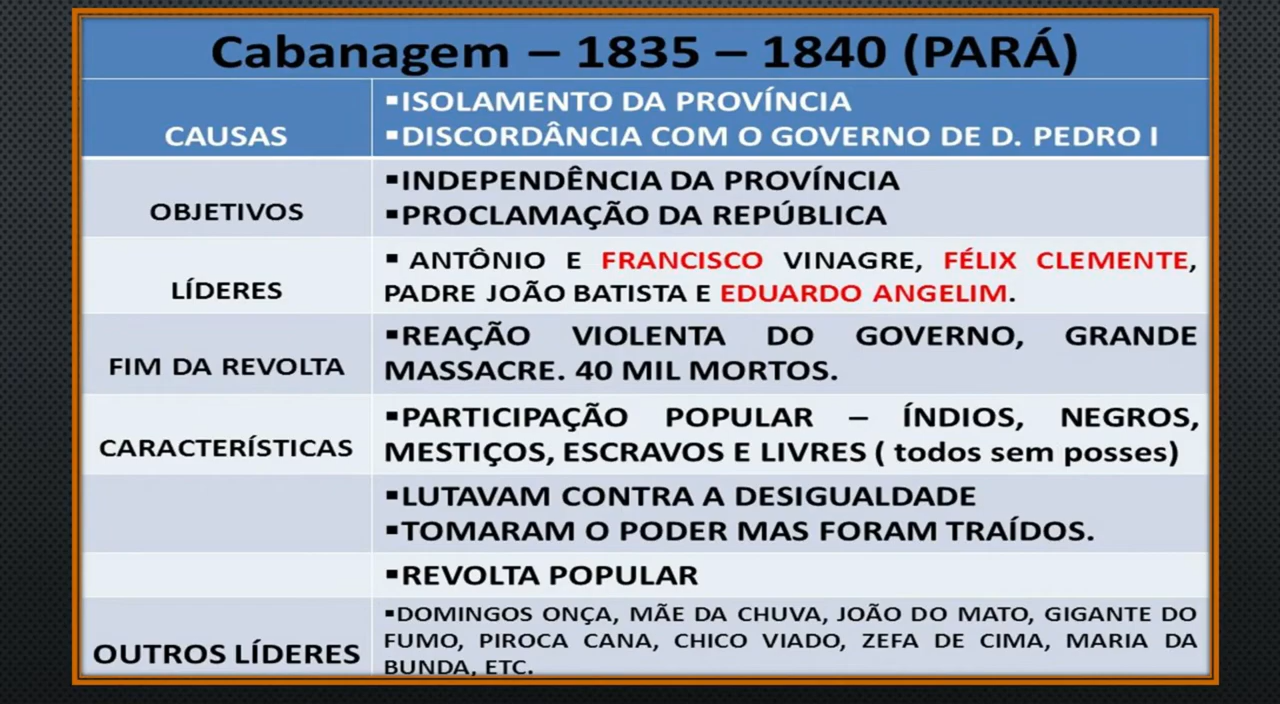 Cabanagem – 1835 – 1840 (PARÁ)
CAUSAS
▪ISOLAMENTO DA PROVÍNCIA
▪DISCORDÂNCIA COM O GOVERNO DE D. PEDRO I
OBJETIVOS
▪INDEPENDÊNCIA DA PROVÍNCIA
▪PROCLAMAÇÃO DA REPÚBLICA
LÍDERES
▪ ANTÔNIO E FRANCISCO VINAGRE, FÉLIX CLEMENTE,
PADRE JOÃO BATISTA E EDUARDO ANGELIM.
FIM DA REVOLTA
▪REAÇÃO VIOLENTA DO GOVERNO, GRANDE
MASSACRE. 40 MIL MORTOS.
CARACTERÍSTICAS
▪PARTICIPAÇÃO POPULAR – ÍNDIOS, NEGROS,
MESTIÇOS, ESCRAVOS E LIVRES ( todos sem posses)
▪LUTAVAM CONTRA A DESIGUALDADE
▪TOMARAM O PODER MAS FORAM TRAÍDOS.
▪REVOLTA POPULAR
OUTROS LÍDERES
▪DOMINGOS ONÇA, MÃE DA CHUVA, JOÃO DO MATO, GIGANTE DO
FUMO, PIROCA CANA, CHICO VIADO, ZEFA DE CIMA, MARIA DA
BUNDA, ETC.